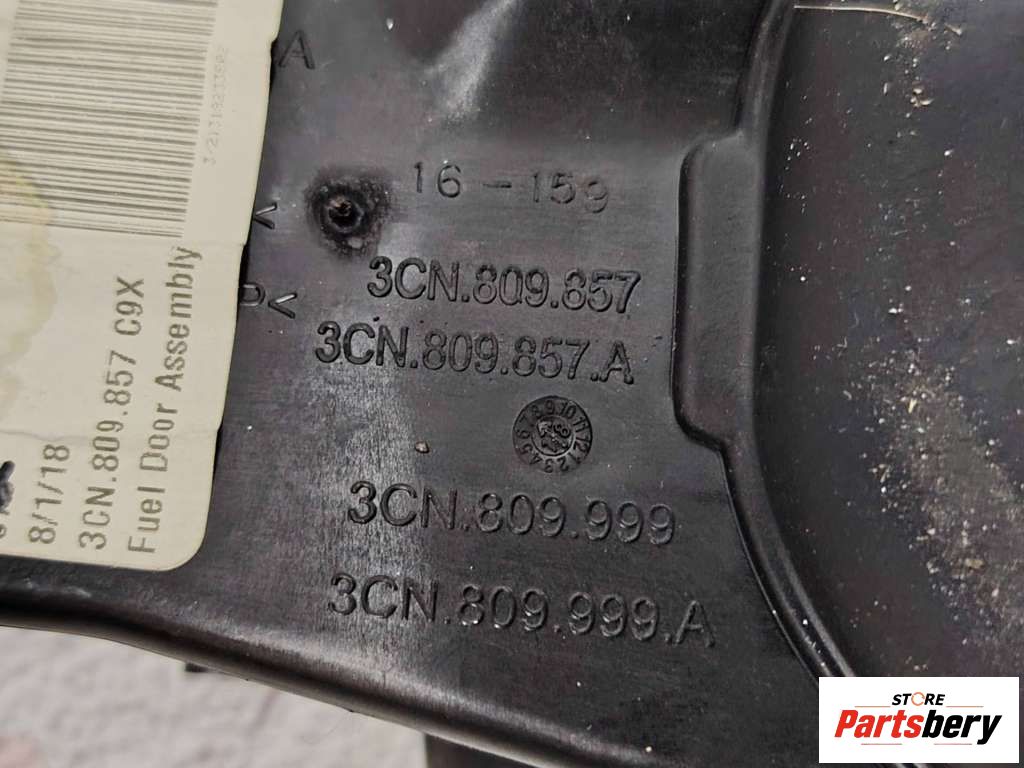 A
16-159
3CN.809.857
3CN.809.857.A
3CN.809.999
3CN.809.999.A
8/1/18
3CN.809.857 C9X
Fuel Door Assembly
STORE
Partsbery